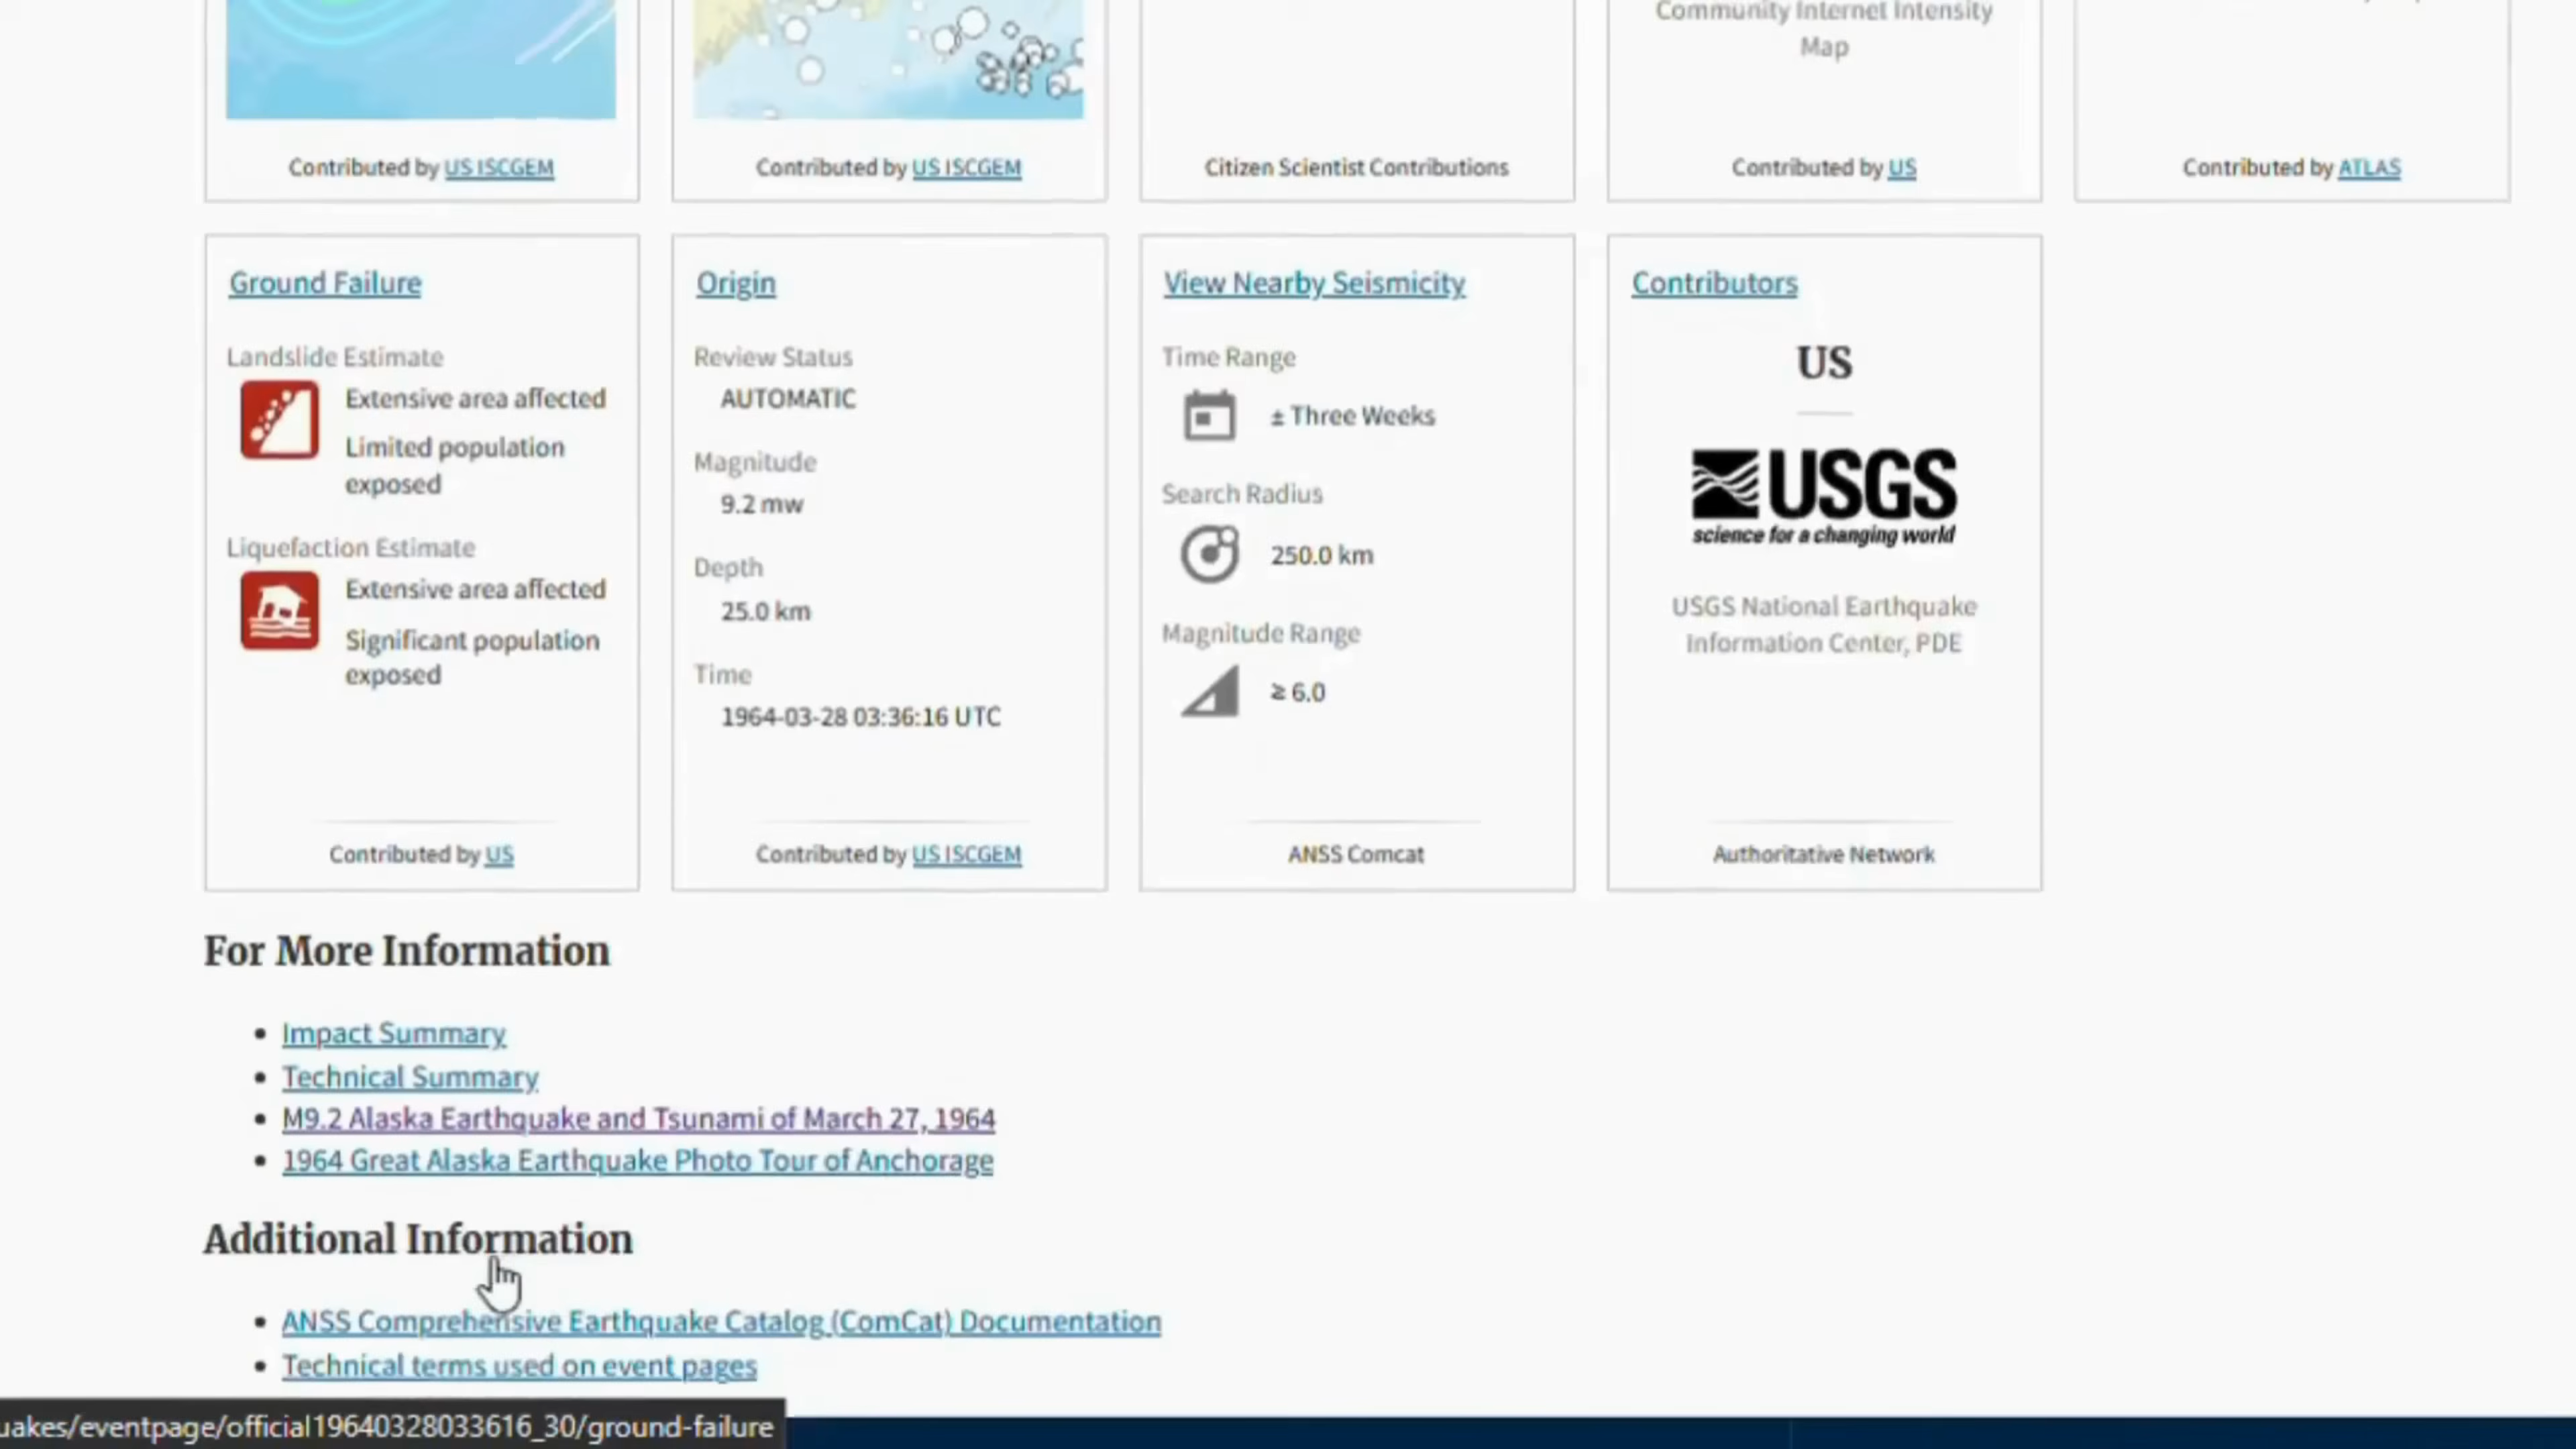 Community Internet Intensity
Map
Contributed by US ISCGEM
Contributed by US ISCGEM
Citizen Scientist Contributions
Contributed by US
Contributed by ATLAS
Ground Failure
Landslide Estimate
Extensive area affected
Limited population
exposed
Liquefaction Estimate
Extensive area affected
Significant population
exposed
Contributed by US
Origin
Review Status
AUTOMATIC
Magnitude
9.2 mw
Depth
25.0 km
Time
1964-03-28 03:36:16 UTC
Contributed by US ISCGEM
View Nearby Seismicity
Time Range
± Three Weeks
Search Radius
250.0 km
Magnitude Range
≥ 6.0
ANSS Comcat
Contributors
US
USGS
science for a changing world
USGS National Earthquake
Information Center, PDE
Authoritative Network
For More Information
• Impact Summary
• Technical Summary
• M9.2 Alaska Earthquake and Tsunami of March 27, 1964
• 1964 Great Alaska Earthquake Photo Tour of Anchorage
Additional Information
• ANSS Comprehensive Earthquake Catalog (ComCat) Documentation
• Technical terms used on event pages
uakes/eventpage/official19640328033616_30/ground-failure